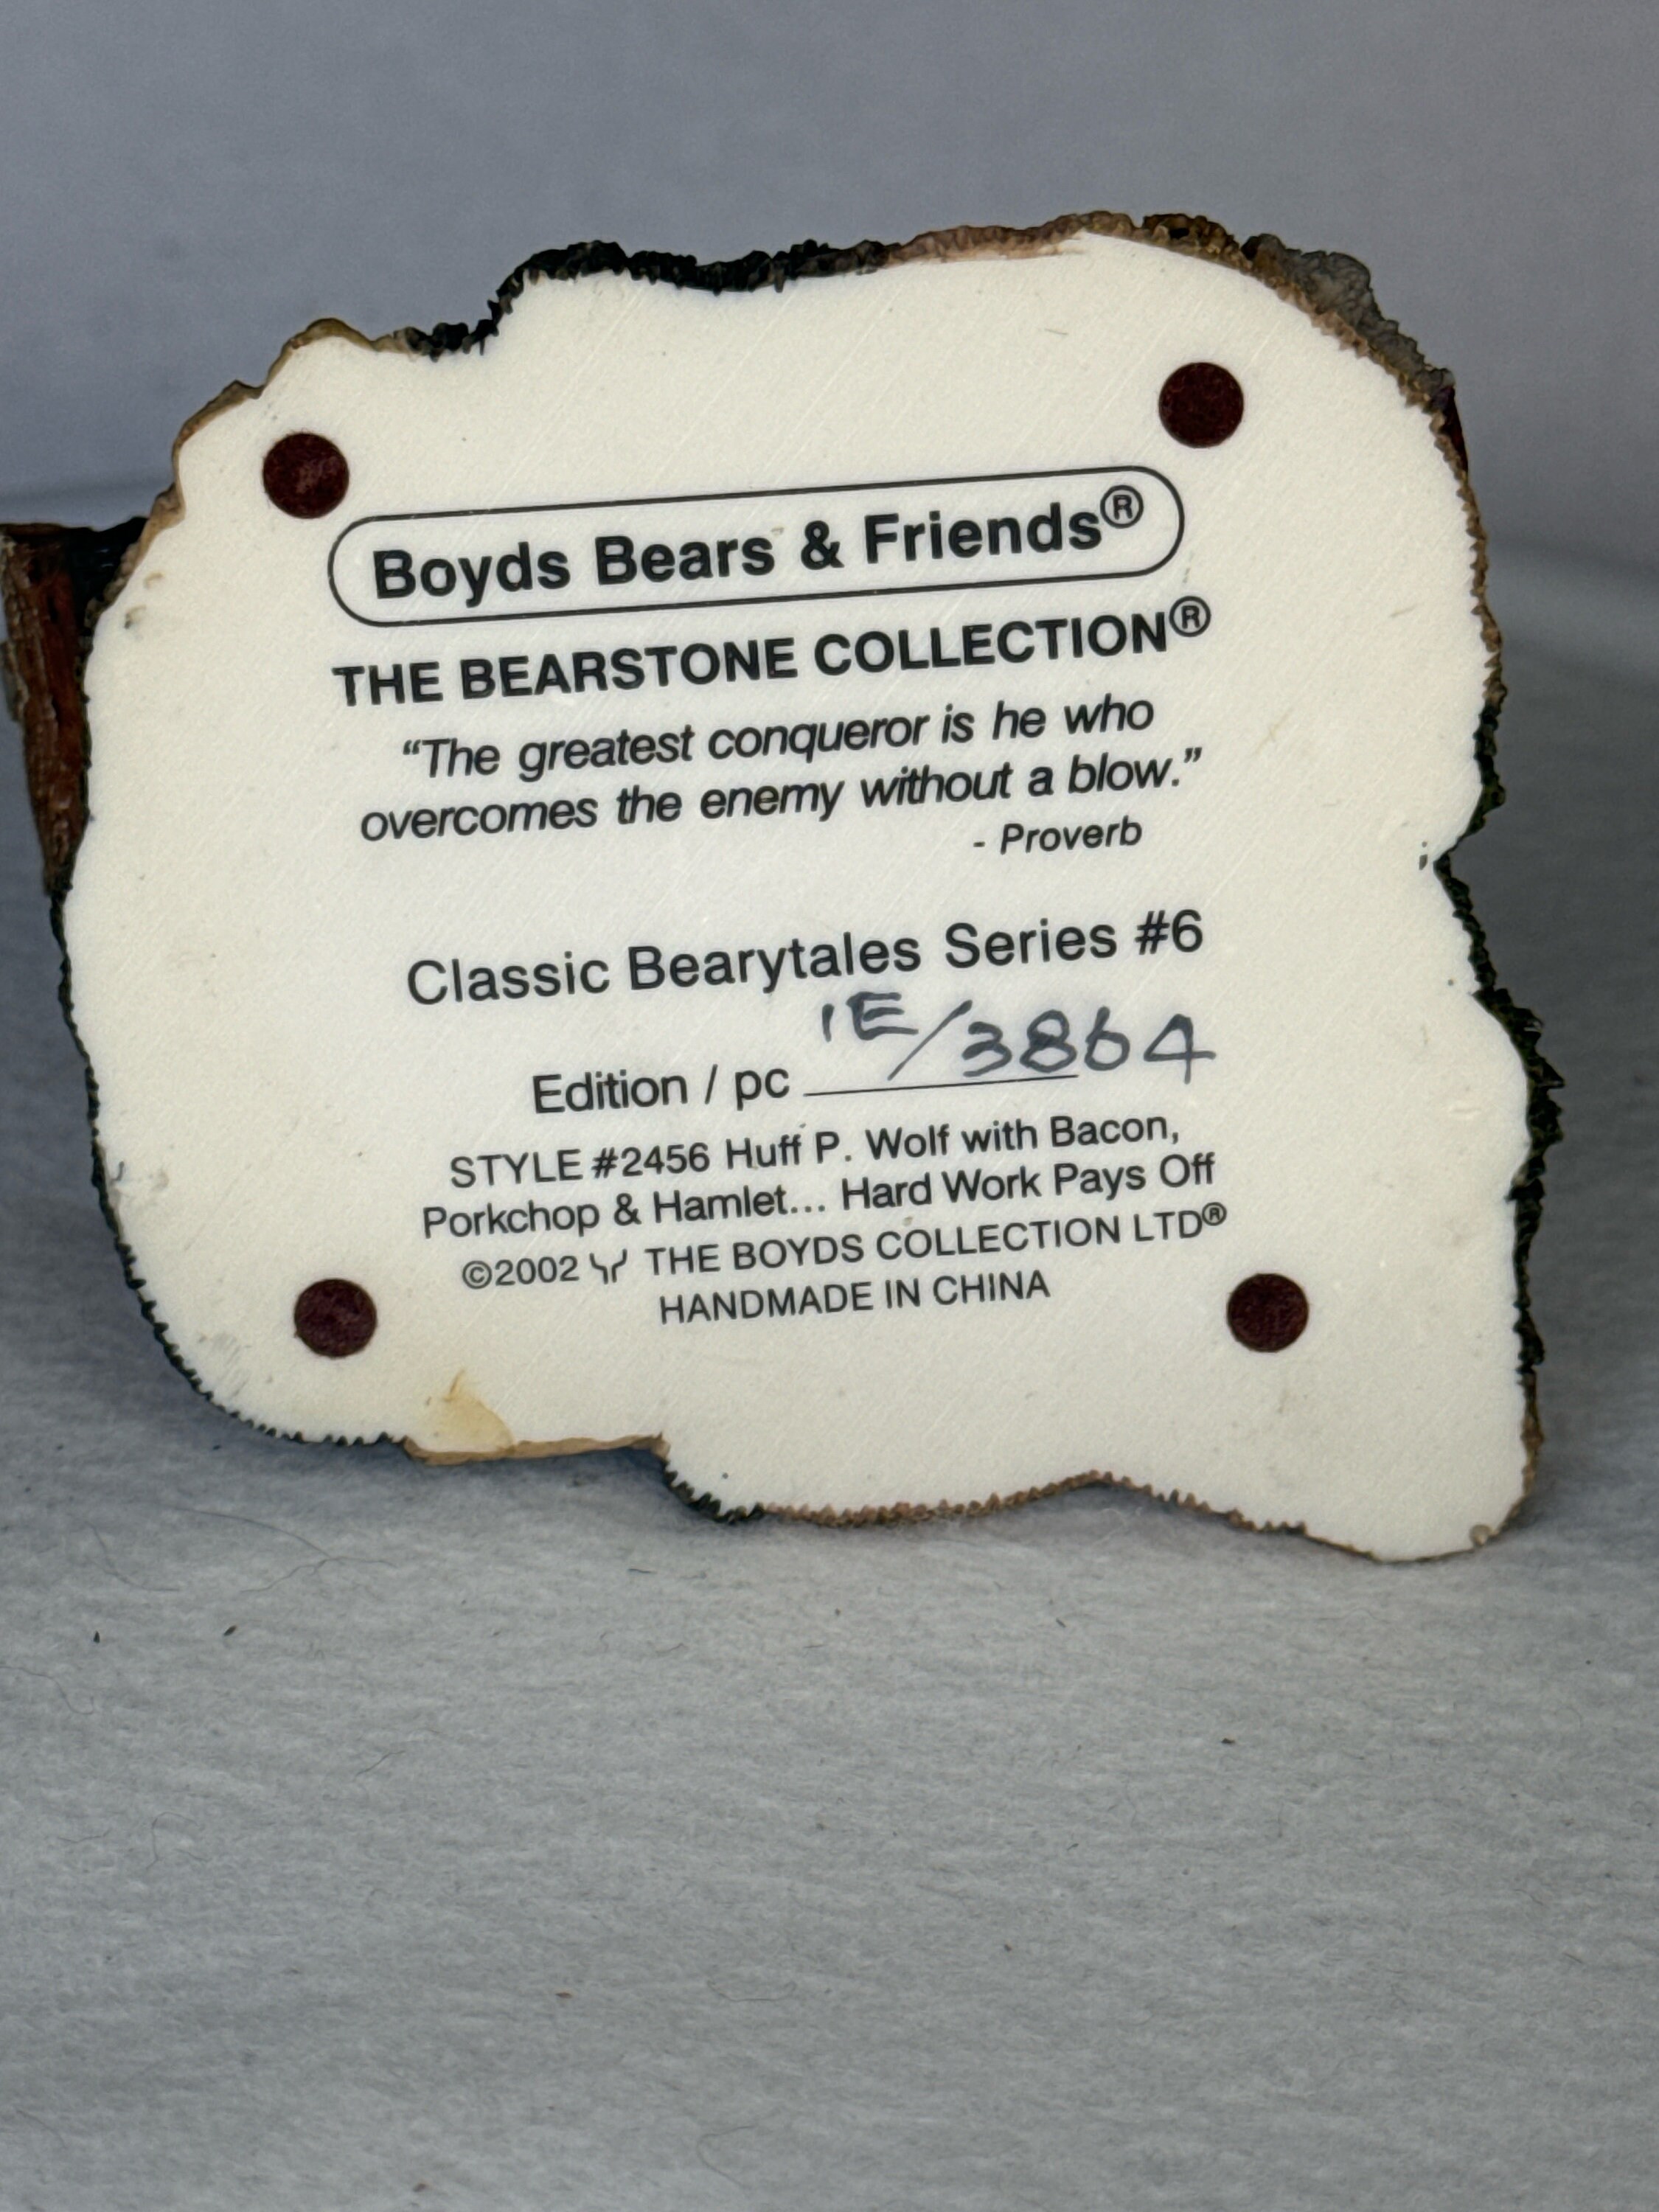 Boyds Bears & Friends®
THE BEARSTONE COLLECTION®
“The greatest conqueror is he who
overcomes the enemy without a blow.”
- Proverb
Classic Bearytales Series #6
Edition / pc 1E/3864
STYLE #2456 Huff P. Wolf with Bacon,
Porkchop & Hamlet... Hard Work Pays Off
©2002 THE BOYDS COLLECTION LTD®
HANDMADE IN CHINA